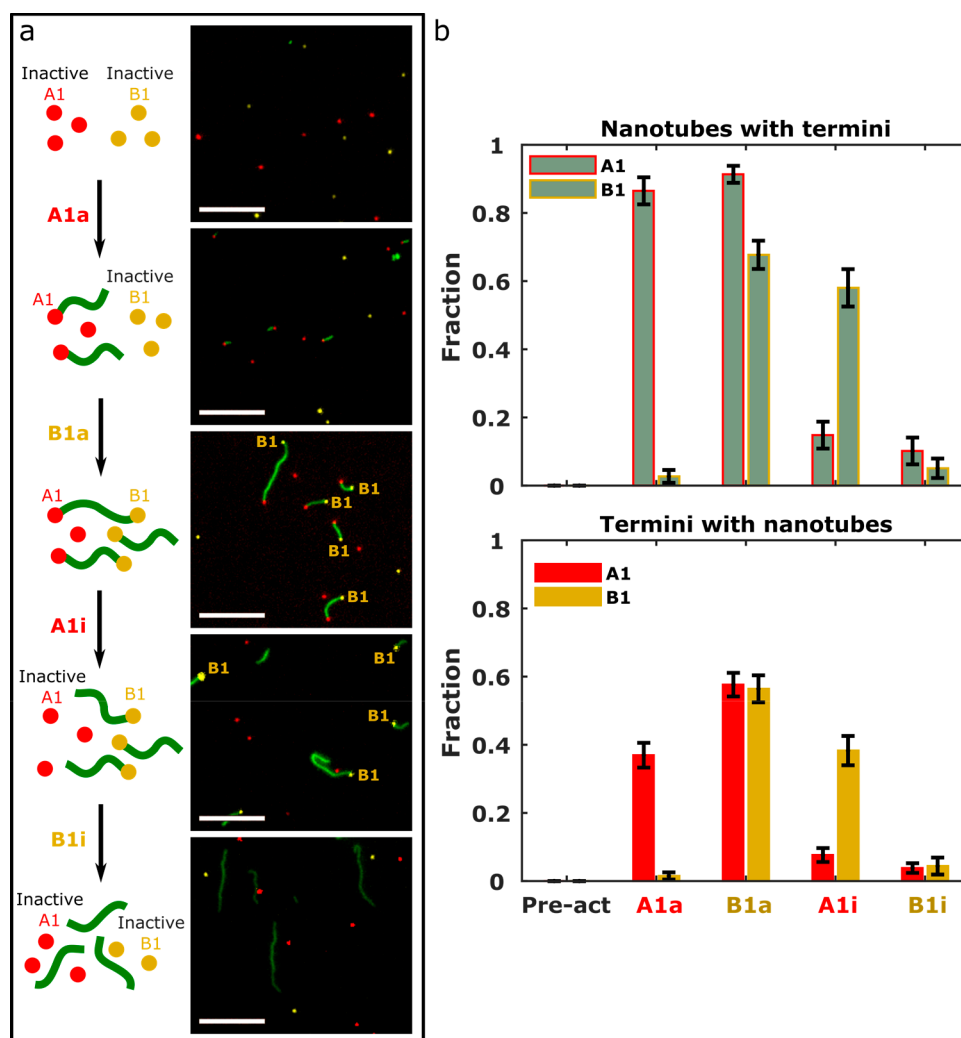 a
Inactive
A1
Inactive
B1
A1a
Inactive
A1
B1
B1a
B1
B1
B1
B1
B1
A1
B1
A1i
Inactive
A1
B1
B1
B1
B1
B1
B1i
Inactive
A1
Inactive
B1
b
Nanotubes with termini
A1
B1
Fraction
1
0.8
0.6
0.4
0.2
0
Termini with nanotubes
A1
B1
Fraction
1
0.8
0.6
0.4
0.2
0
Pre-act A1a B1a A1i B1i